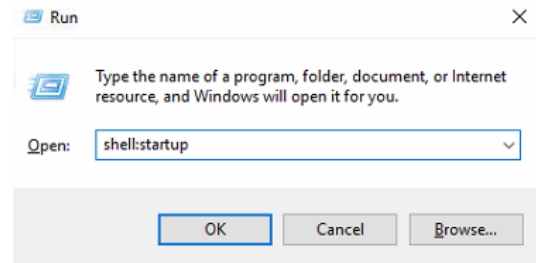 Run
Type the name of a program, folder, document, or Internet
resource, and Windows will open it for you.
Open:
shell:startup
OK
Cancel
Browse...